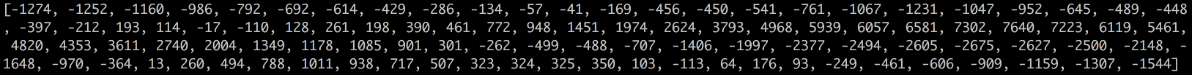 [-1274, -1252, -1160, -986, -792, -692, -614, -429, -286, -134, -57, -41, -169, -456, -450, -541, -761, -1067, -1231, -1047, -952, -645, -489, -448
, -397, -212, 193, 114, -17, -110, 128, 261, 198, 390, 461, 772, 948, 1451, 1974, 2624, 3793, 4968, 5939, 6057, 6581, 7302, 7640, 7223, 6119, 5461,
4820, 4353, 3611, 2740, 2004, 1349, 1178, 1085, 901, 301, -262, -499, -488, -707, -1406, -1997, -2377, -2494, -2605, -2675, -2627, -2500, -2148, -
1648, -970, -364, 13, 260, 494, 788, 1011, 938, 717, 507, 323, 324, 325, 350, 103, -113, 64, 176, 93, -249, -461, -606, -909, -1159, -1307, -1544]